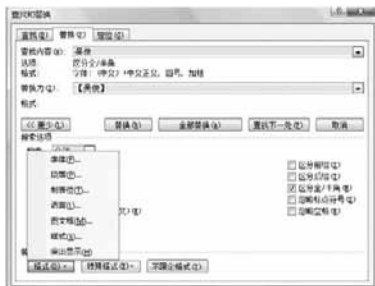 查找和替换
查找(D) 替换(P) 定位(G)
查找内容(N): 吴俊
选项: 区分全/半角
格式: 字体: (中文) +中文正文, 四号, 加粗
替换为(I): 【吴俊】
格式:
<< 更少(L) 替换(R) 全部替换(A) 查找下一处(F) 取消
搜索选项
字体(F)...
段落(P)...
制表位(T)...
语言(L)...
图文框(M)...
样式(S)...
突出显示(H)
区分前缀(X)
区分后缀(T)
区分全/半角(M)
忽略标点符号(S)
忽略空格(W)
格式(O) 特殊格式(E) 不限定格式(T)